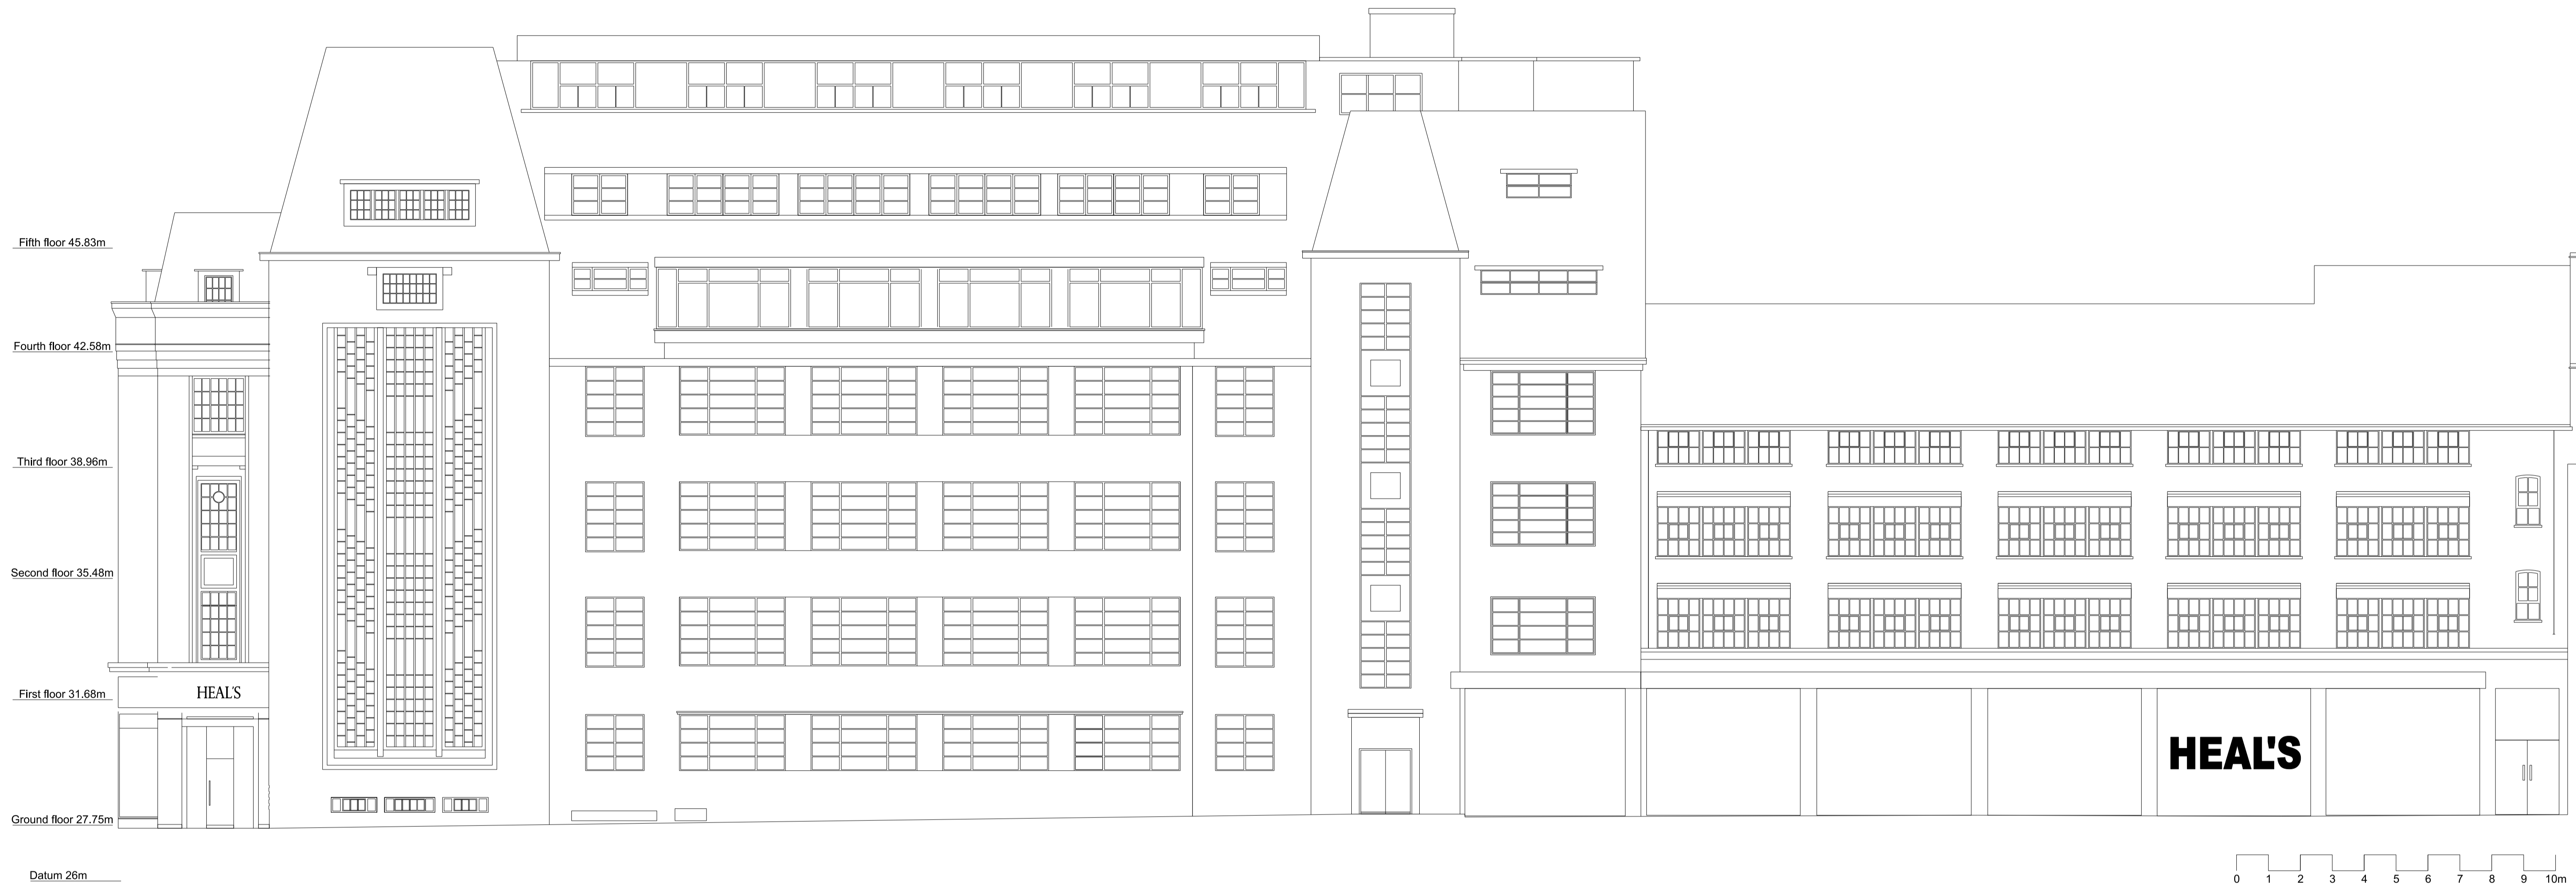 Fifth floor 45.83m
Fourth floor 42.58m
Third floor 38.96m
Second floor 35.48m
First floor 31.68m
HEAL'S
HEAL'S
Ground floor 27.75m
Datum 26m
0 1 2 3 4 5 6 7 8 9 10m